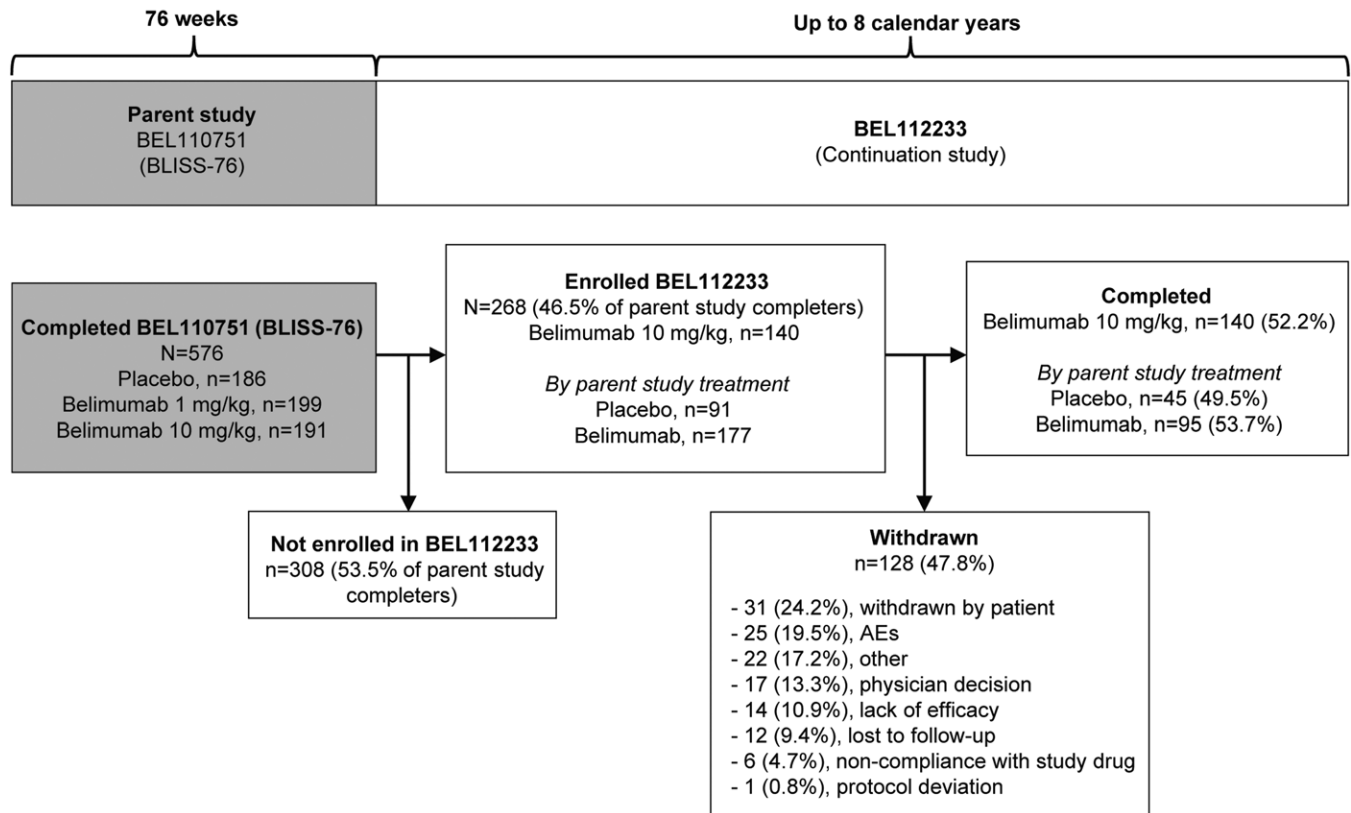 76 weeks
Up to 8 calendar years
Parent study
BEL110751
(BLISS-76)
BEL112233
(Continuation study)
Completed BEL110751 (BLISS-76)
N=576
Placebo, n=186
Belimumab 1 mg/kg, n=199
Belimumab 10 mg/kg, n=191
Enrolled BEL112233
N=268 (46.5% of parent study completers)
Belimumab 10 mg/kg, n=140
By parent study treatment
Placebo, n=91
Belimumab, n=177
Completed
Belimumab 10 mg/kg, n=140 (52.2%)
By parent study treatment
Placebo, n=45 (49.5%)
Belimumab, n=95 (53.7%)
Not enrolled in BEL112233
n=308 (53.5% of parent study
completers)
Withdrawn
n=128 (47.8%)
- 31 (24.2%), withdrawn by patient
- 25 (19.5%), AEs
- 22 (17.2%), other
- 17 (13.3%), physician decision
- 14 (10.9%), lack of efficacy
- 12 (9.4%), lost to follow-up
- 6 (4.7%), non-compliance with study drug
- 1 (0.8%), protocol deviation